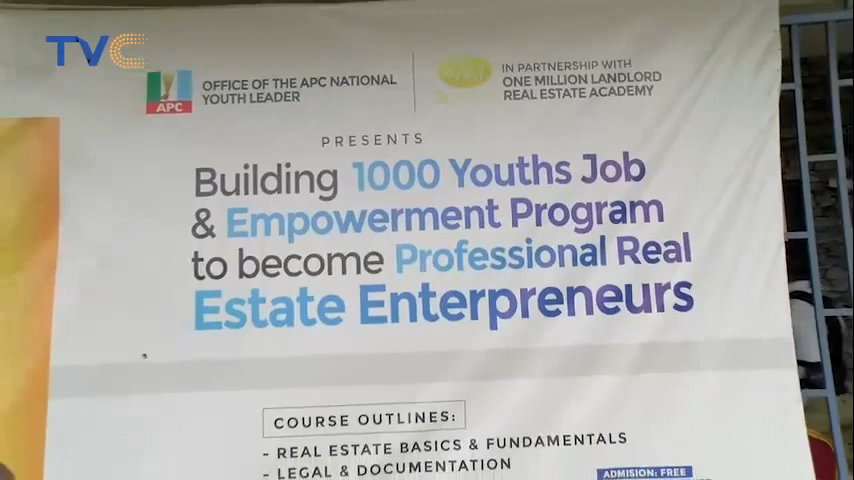 TVC
OFFICE OF THE APC NATIONAL
YOUTH LEADER
APC
IN PARTNERSHIP WITH
ONE MILLION LANDLORD
REAL ESTATE ACADEMY
PRESENTS
Building 1000 Youths Job
& Empowerment Program
to become Professional Real
Estate Enterpreneurs
COURSE OUTLINES:
- REAL ESTATE BASICS & FUNDAMENTALS
- LEGAL & DOCUMENTATION
ADMISION: FREE